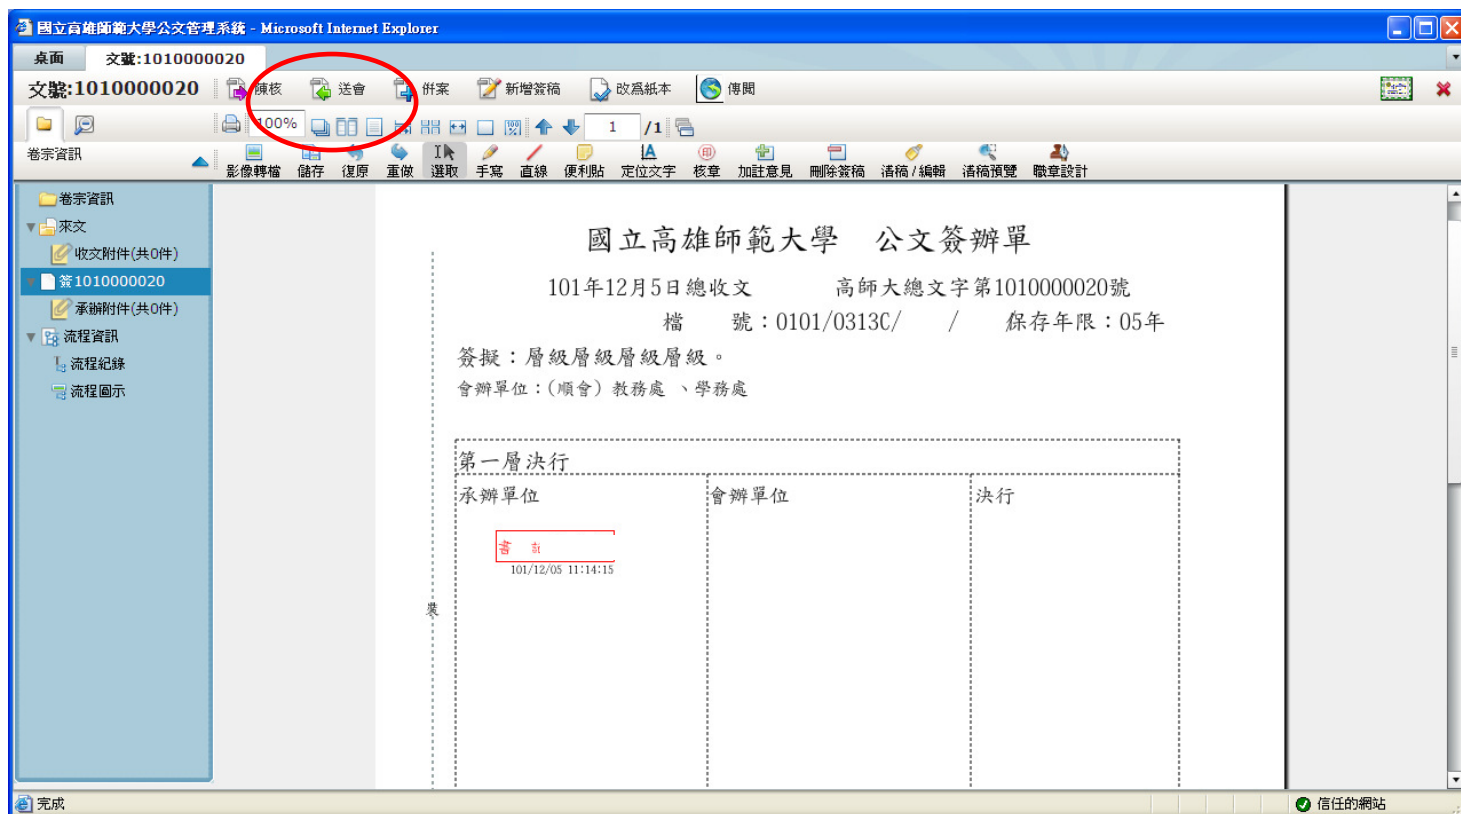 國立高雄師範大學公文管理系統 - Microsoft Internet Explorer
桌面 文號:1010000020
文號:1010000020 陳核 送會 併案 新增簽稿 改為紙本 傳閱
100% 1 /1
卷宗資訊
影像轉檔 儲存 復原 重做 選取 手寫 直線 便利貼 定位文字 核章 加註意見 刪除簽稿 清稿/編輯 清稿預覽 職章設計
卷宗資訊
來文
收文附件(共0件)
簽1010000020
承辦附件(共0件)
流程資訊
流程紀錄
流程圖示
國立高雄師範大學 公文簽辦單
101年12月5日總收文 高師大總文字第1010000020號
檔 號：0101/0313C/ / 保存年限：05年
簽擬：層級層級層級層級。
會辦單位：(順會) 教務處 、學務處
第一層決行
承辦單位 會辦單位 決行
書
101/12/05 11:14:15
裝
完成 信任的網站